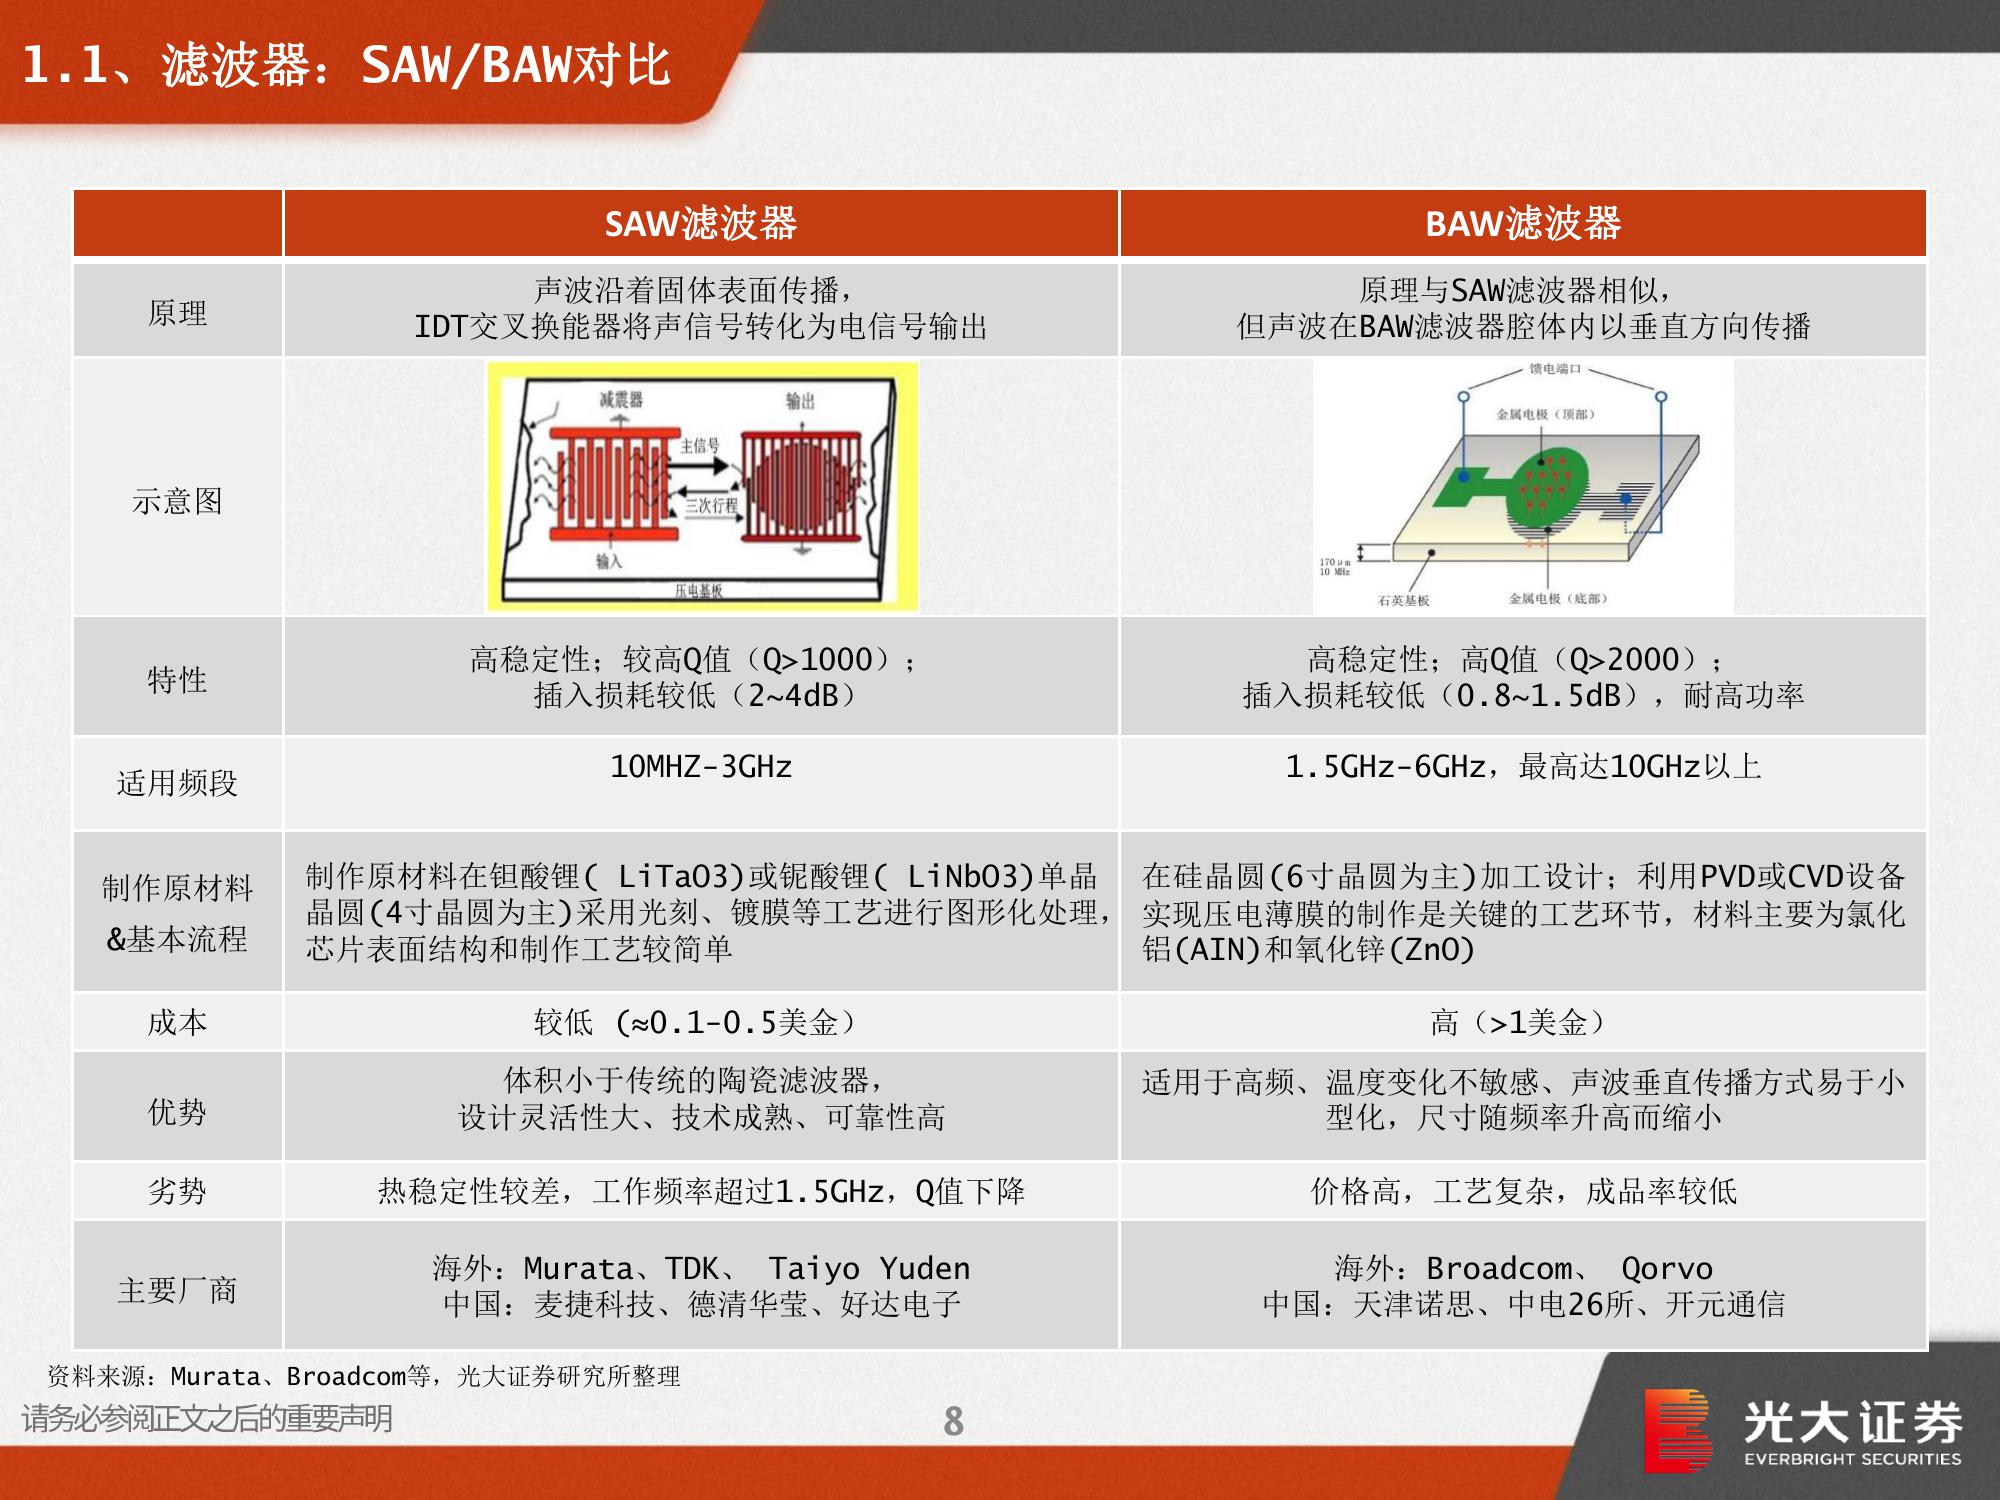 1.1、滤波器：SAW/BAW对比
SAW滤波器
BAW滤波器
原理
声波沿着固体表面传播，
IDT交叉换能器将声信号转化为电信号输出
原理与SAW滤波器相似，
但声波在BAW滤波器腔体内以垂直方向传播
示意图
减震器
输出
主信号
三次行程
输入
压电基板
馈电端口
金属电极（顶部）
170μm
10 MHz
石英基板
金属电极（底部）
特性
高稳定性；较高Q值（Q>1000）；
插入损耗较低（2~4dB）
高稳定性；高Q值（Q>2000）；
插入损耗较低（0.8~1.5dB），耐高功率
适用频段
10MHZ-3GHz
1.5GHz-6GHz，最高达10GHz以上
制作原材料
&基本流程
制作原材料在钽酸锂( LiTaO3)或铌酸锂( LiNbO3)单晶
晶圆(4寸晶圆为主)采用光刻、镀膜等工艺进行图形化处理，
芯片表面结构和制作工艺较简单
在硅晶圆(6寸晶圆为主)加工设计；利用PVD或CVD设备
实现压电薄膜的制作是关键的工艺环节，材料主要为氯化
铝(AIN)和氧化锌(ZnO)
成本
较低 (≈0.1-0.5美金）
高（>1美金）
优势
体积小于传统的陶瓷滤波器，
设计灵活性大、技术成熟、可靠性高
适用于高频、温度变化不敏感、声波垂直传播方式易于小
型化，尺寸随频率升高而缩小
劣势
热稳定性较差，工作频率超过1.5GHz，Q值下降
价格高，工艺复杂，成品率较低
主要厂商
海外：Murata、TDK、 Taiyo Yuden
中国：麦捷科技、德清华莹、好达电子
海外：Broadcom、 Qorvo
中国：天津诺思、中电26所、开元通信
资料来源：Murata、Broadcom等，光大证券研究所整理
请务必参阅正文之后的重要声明
8
光大证券
EVERBRIGHT SECURITIES